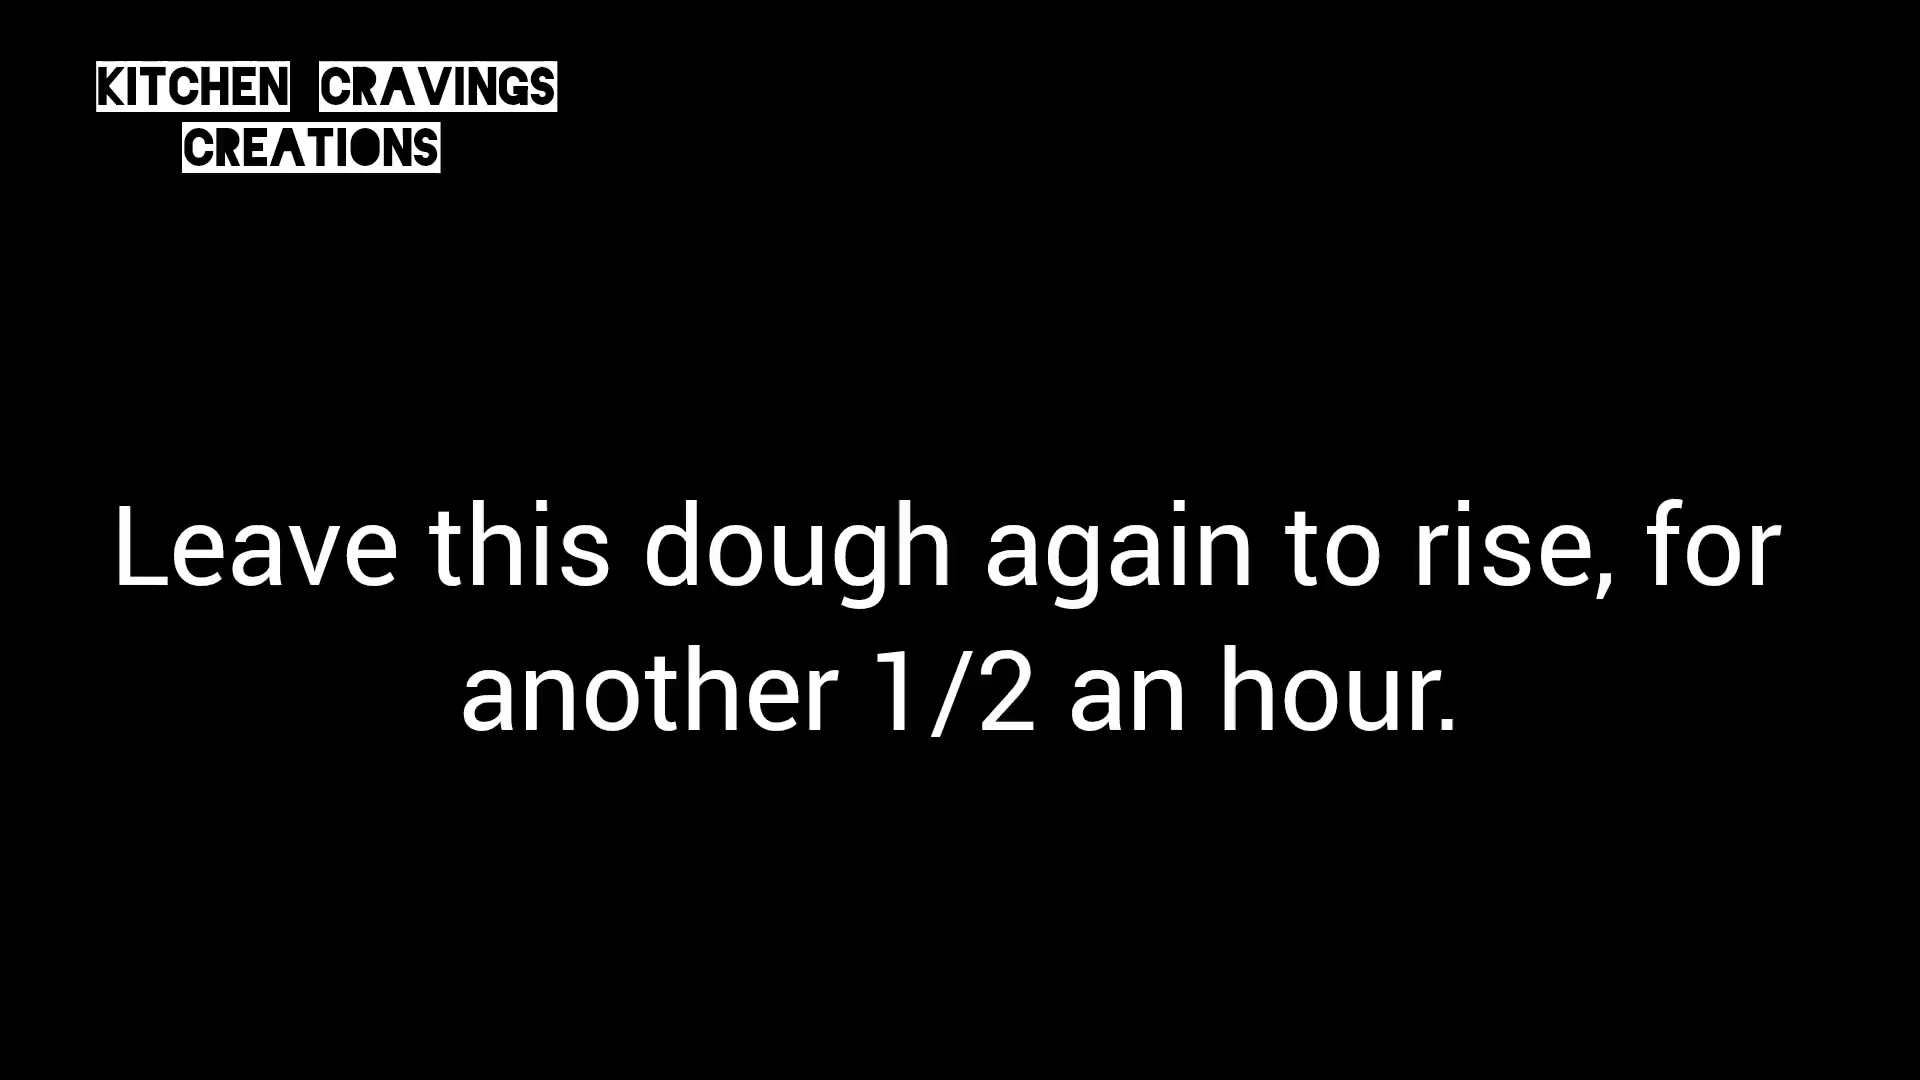 KITCHEN CRAVINGS
CREATIONS
Leave this dough again to rise, for
another 1/2 an hour.